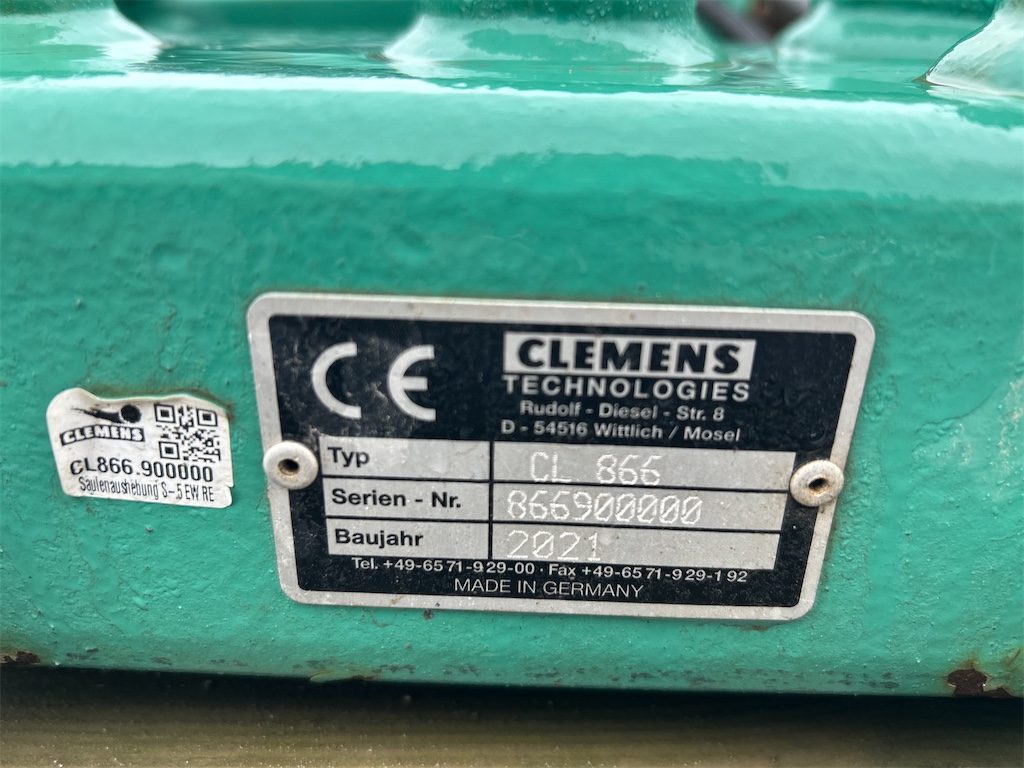 CE
CLEMENS
TECHNOLOGIES
Rudolf - Diesel - Str. 8
D - 54516 Wittlich / Mosel
Typ CL 866
Serien - Nr. 866900000
Baujahr 2021
Tel. +49-65 71-9 29-00 · Fax +49-65 71-9 29-1 92
MADE IN GERMANY
CLEMENS
CL866.900000
Säulenaushebung S-.5 EW RE